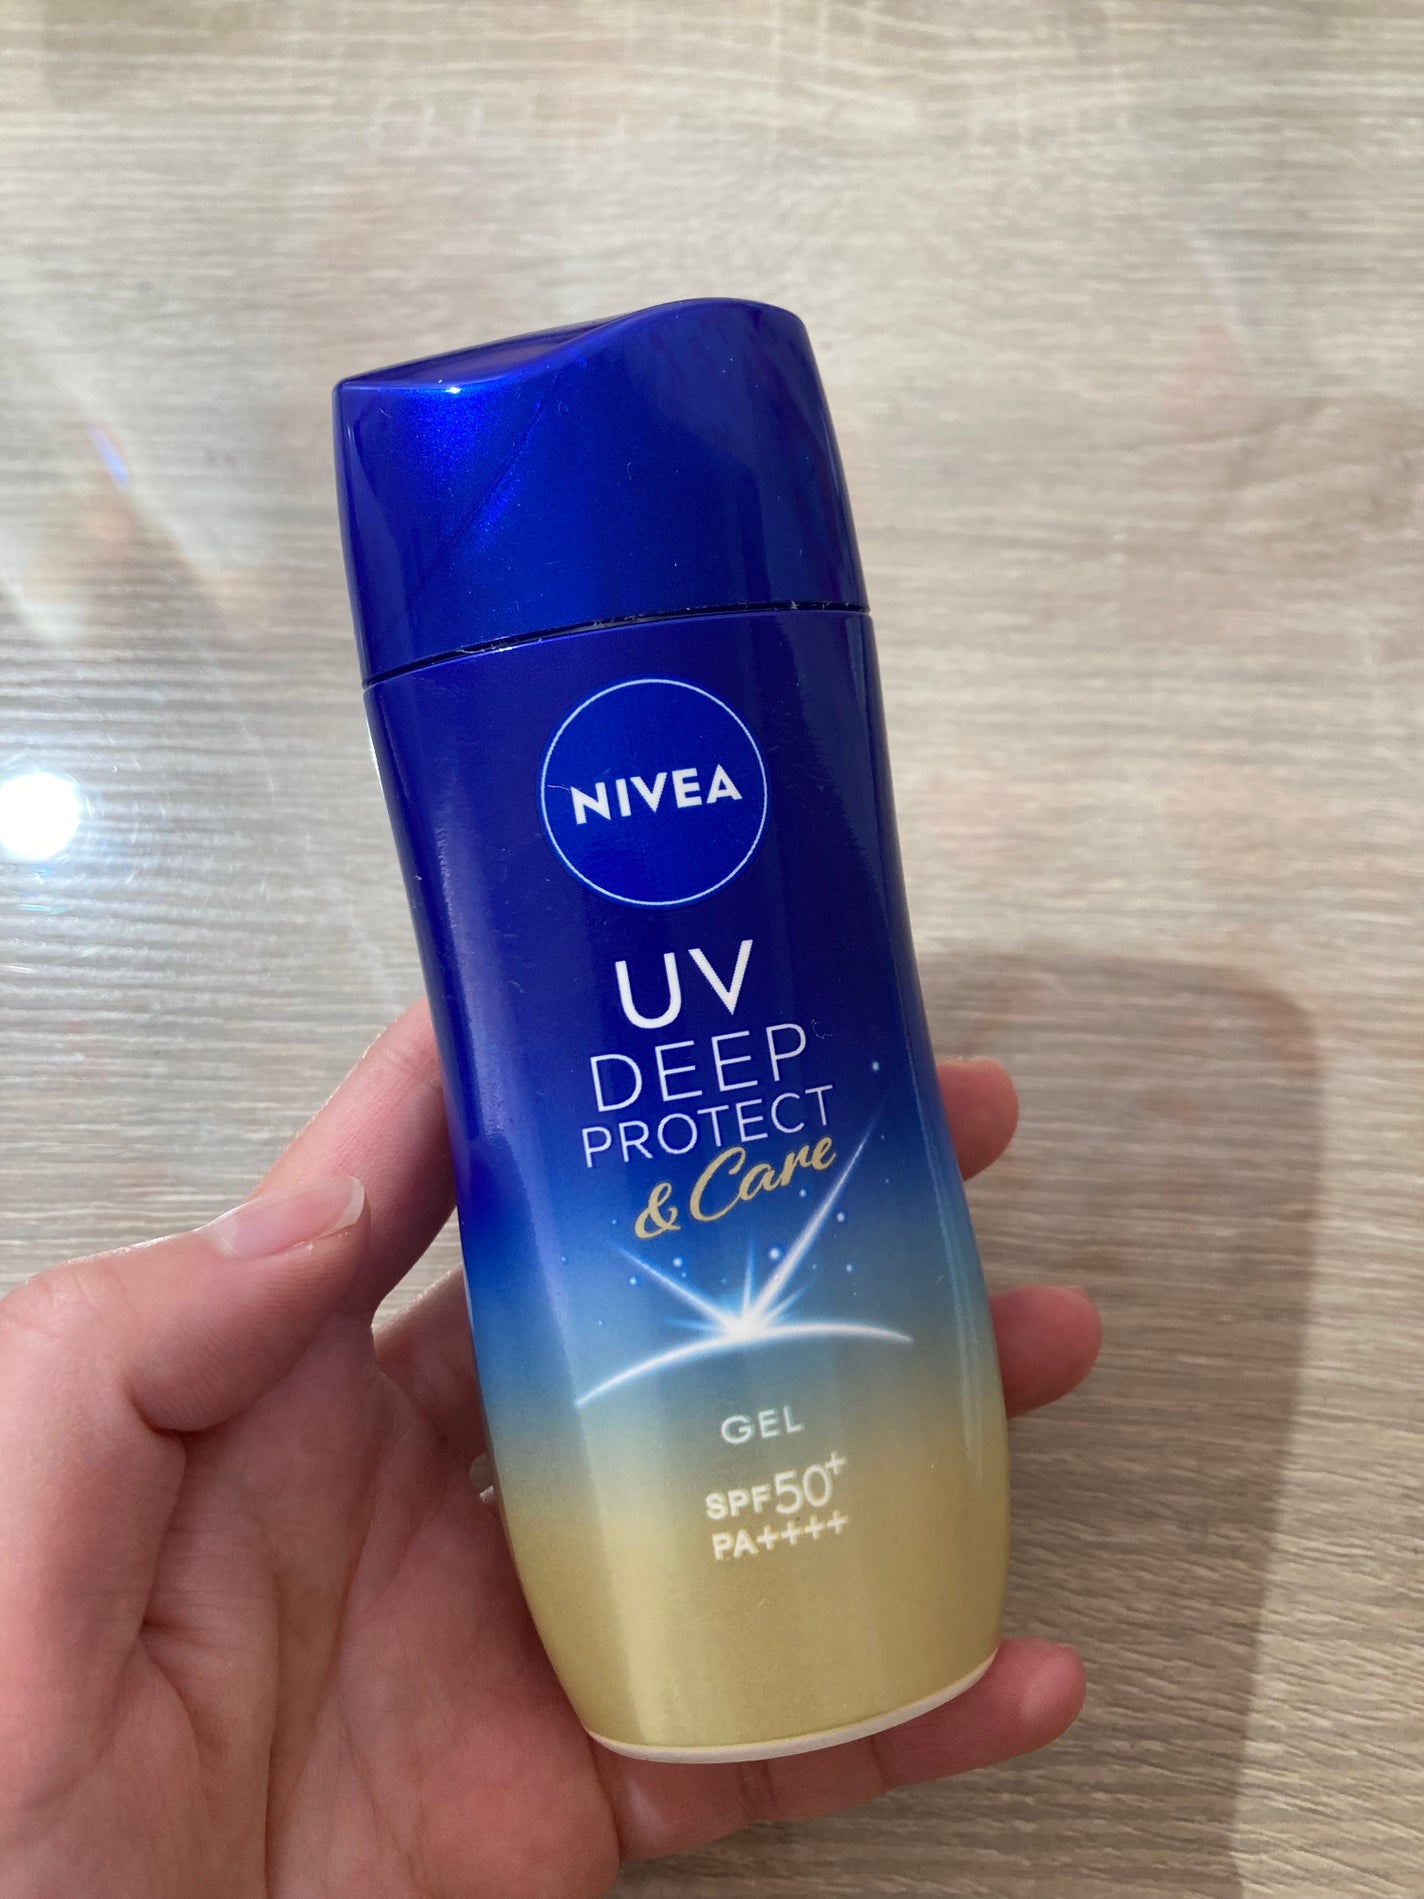 NIVEA
UV
DEEP
PROTECT
& Care
GEL
SPF50+
PA++++